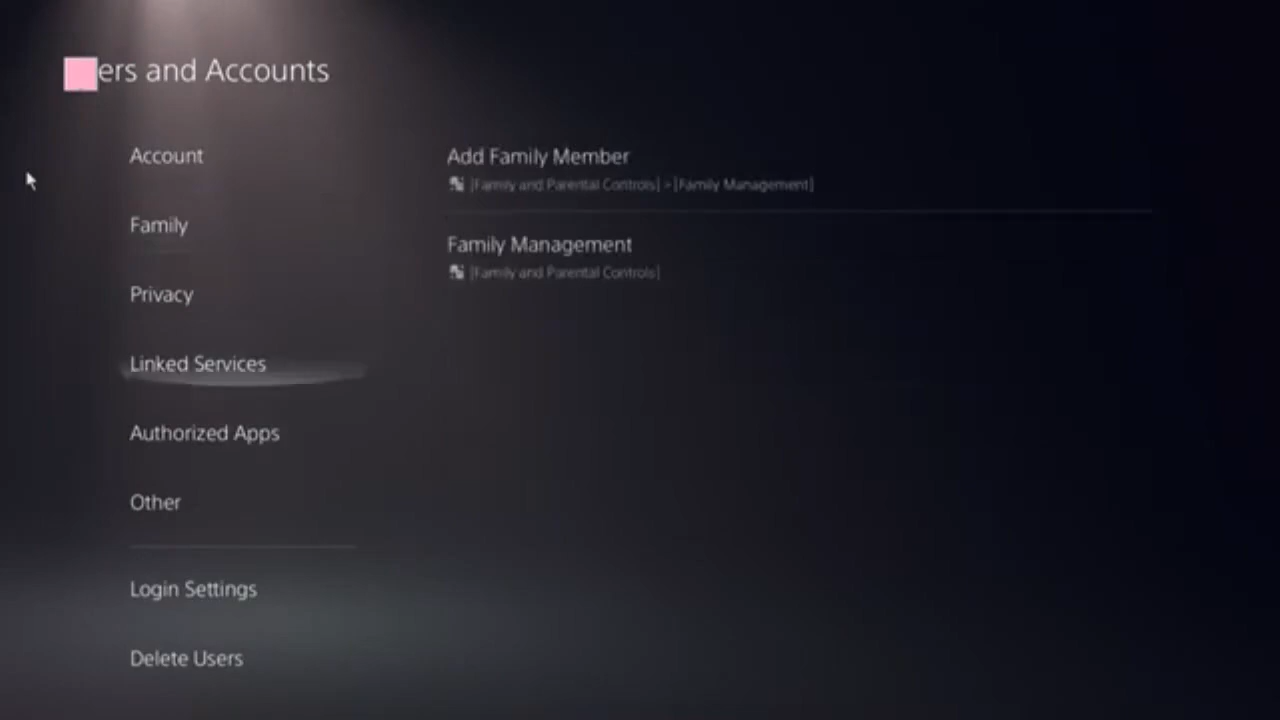 ers and Accounts
Account
Family
Privacy
Linked Services
Authorized Apps
Other
Login Settings
Delete Users
Add Family Member
[Family and Parental Controls] > [Family Management]
Family Management
[Family and Parental Controls]